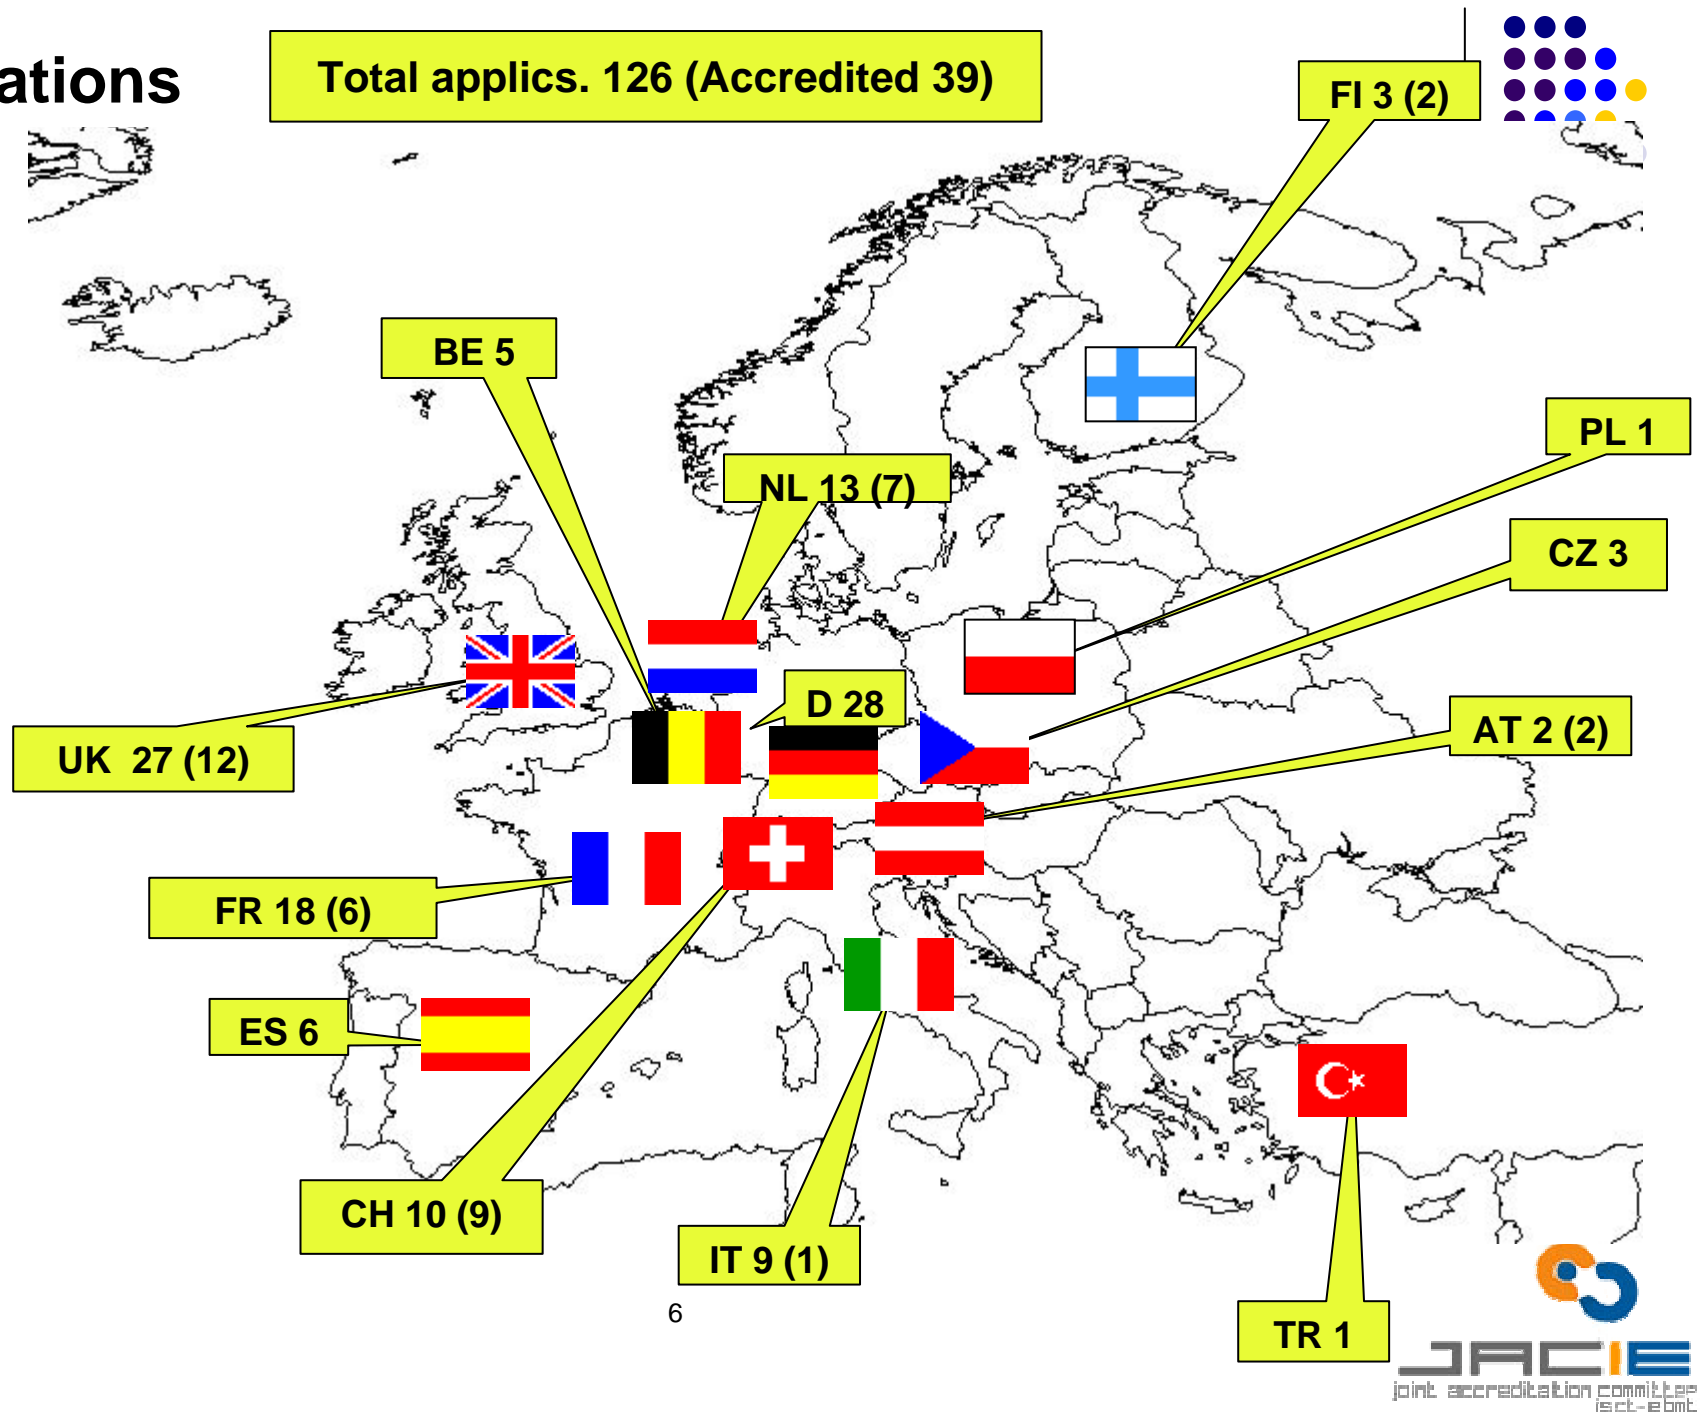 ations
Total applics. 126 (Accredited 39)
FI 3 (2)
BE 5
PL 1
NL 13 (7)
CZ 3
D 28
AT 2 (2)
UK 27 (12)
FR 18 (6)
ES 6
CH 10 (9)
IT 9 (1)
6
TR 1
JACIE
joint accreditation committee
isct-ebmt